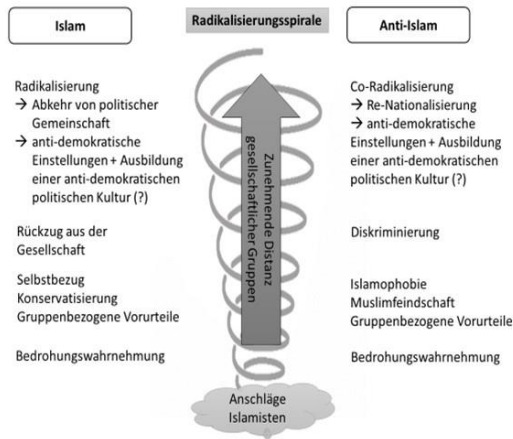 Islam
Radikalisierungsspirale
Anti-Islam
Radikalisierung
→ Abkehr von politischer
Gemeinschaft
→ anti-demokratische
Einstellungen + Ausbildung
einer anti-demokratischen
politischen Kultur (?)
Rückzug aus der
Gesellschaft
Selbstbezug
Konservatisierung
Gruppenbezogene Vorurteile
Bedrohungswahrnehmung
Zunehmende Distanz
gesellschaftlicher Gruppen
Co-Radikalisierung
→ Re-Nationalisierung
→ anti-demokratische
Einstellungen + Ausbildung
einer anti-demokratischen
politischen Kultur (?)
Diskriminierung
Islamophobie
Muslimfeindschaft
Gruppenbezogene Vorurteile
Bedrohungswahrnehmung
Anschläge
Islamisten